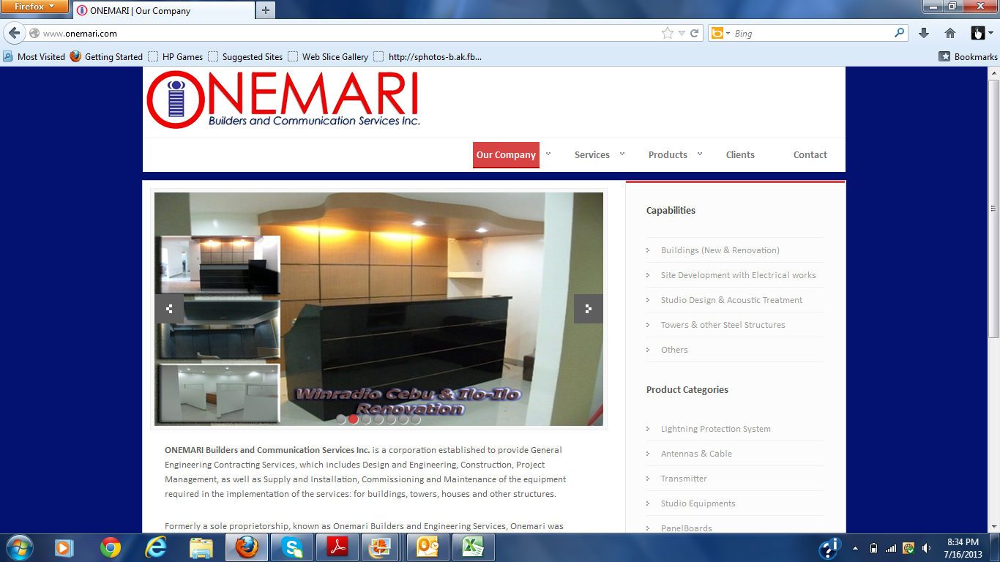 Firefox
ONEMARI | Our Company
www.onemari.com
Bing
Most Visited
Getting Started
HP Games
Suggested Sites
Web Slice Gallery
http://sphotos-b.ak.fb...
Bookmarks
ONEMARI
Builders and Communication Services Inc.
Our Company
Services
Products
Clients
Contact
Winradio Cebu & Ilo-Ilo
Renovation
ONEMARI Builders and Communication Services Inc. is a corporation established to provide General
Engineering Contracting Services, which includes Design and Engineering, Construction, Project
Management, as well as Supply and Installation, Commissioning and Maintenance of the equipment
required in the implementation of the services: for buildings, towers, houses and other structures.
Formerly a sole proprietorship, known as Onemari Builders and Engineering Services, Onemari was
Capabilities
Buildings (New & Renovation)
Site Development with Electrical works
Studio Design & Acoustic Treatment
Towers & other Steel Structures
Others
Product Categories
Lightning Protection System
Antennas & Cable
Transmitter
Studio Equipments
PanelBoards
8:34 PM
7/16/2013